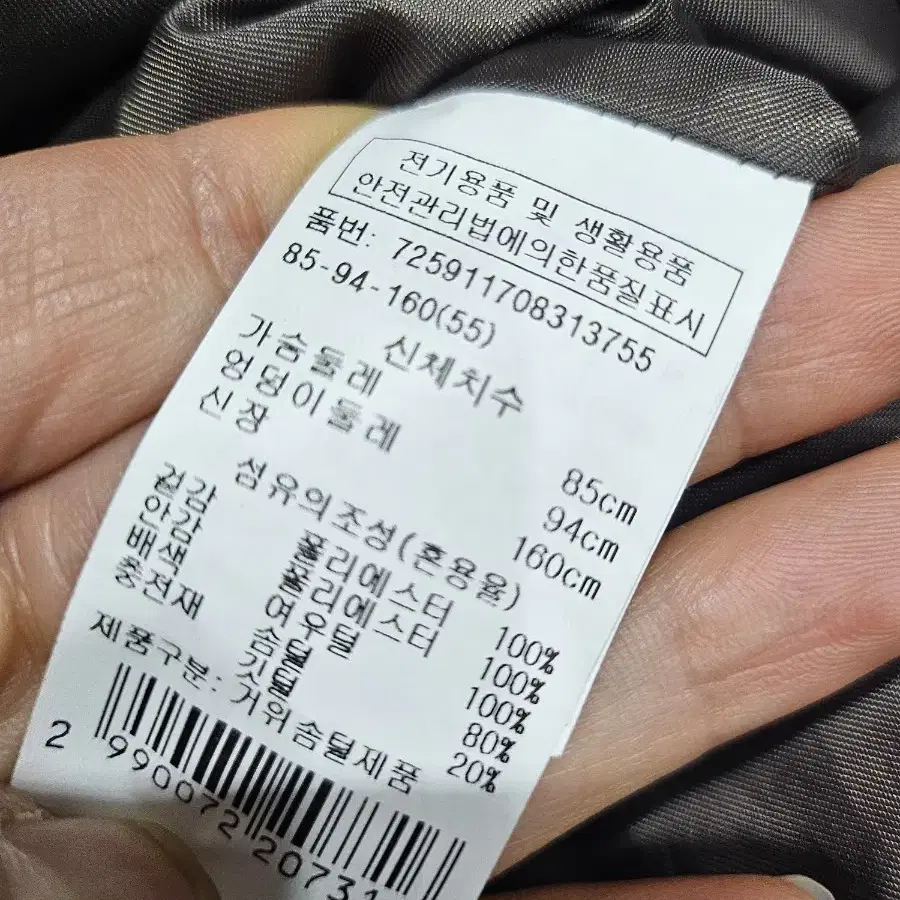 전기용품 및 생활용품
안전관리법에의한품질표시
품번: 725911708313755
85-94-160(55)
신체치수
가슴둘레 85cm
엉덩이둘레 94cm
신장 160cm
섬유의조성(혼용율)
겉감 폴리에스터 100%
안감 폴리에스터 100%
배색 여우털 100%
충전재 솜털 80%
깃털 20%
제품구분: 거위솜털제품
2 990072 20731